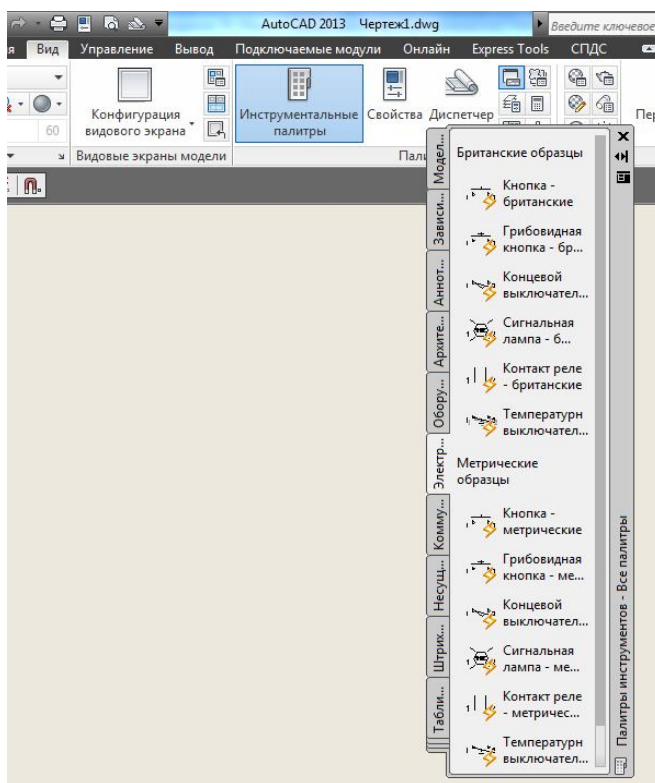 AutoCAD 2013 Чертеж1.dwg
Введите ключевое
я Вид Управление Вывод Подключаемые модули Онлайн Express Tools СПДС
Конфигурация
видового экрана
Инструментальные
палитры
Свойства
Диспетчер
Пер
60
Видовые экраны модели
Пали
Модел...
Зависи...
Аннот...
Архите...
Обору...
Электр...
Комму...
Несущ...
Штрих...
Табли...
Британские образцы
Кнопка -
британские
Грибовидная
кнопка - бр...
Концевой
выключател...
Сигнальная
лампа - б...
Контакт реле
- британские
Температурн
выключател...
Метрические
образцы
Кнопка -
метрические
Грибовидная
кнопка - ме...
Концевой
выключател...
Сигнальная
лампа - ме...
Контакт реле
- метричес...
Температурн
выключател...
Палитры инструментов - Все палитры